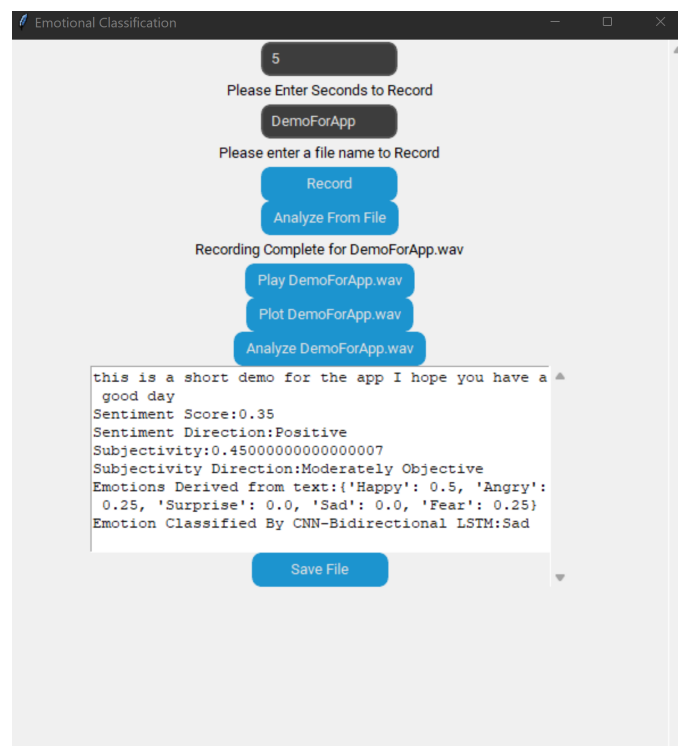 Emotional Classification
5
Please Enter Seconds to Record
DemoForApp
Please enter a file name to Record
Record
Analyze From File
Recording Complete for DemoForApp.wav
Play DemoForApp.wav
Plot DemoForApp.wav
Analyze DemoForApp.wav
this is a short demo for the app I hope you have a
good day
Sentiment Score:0.35
Sentiment Direction:Positive
Subjectivity:0.45000000000000007
Subjectivity Direction:Moderately Objective
Emotions Derived from text:{'Happy': 0.5, 'Angry':
0.25, 'Surprise': 0.0, 'Sad': 0.0, 'Fear': 0.25}
Emotion Classified By CNN-Bidirectional LSTM:Sad
Save File